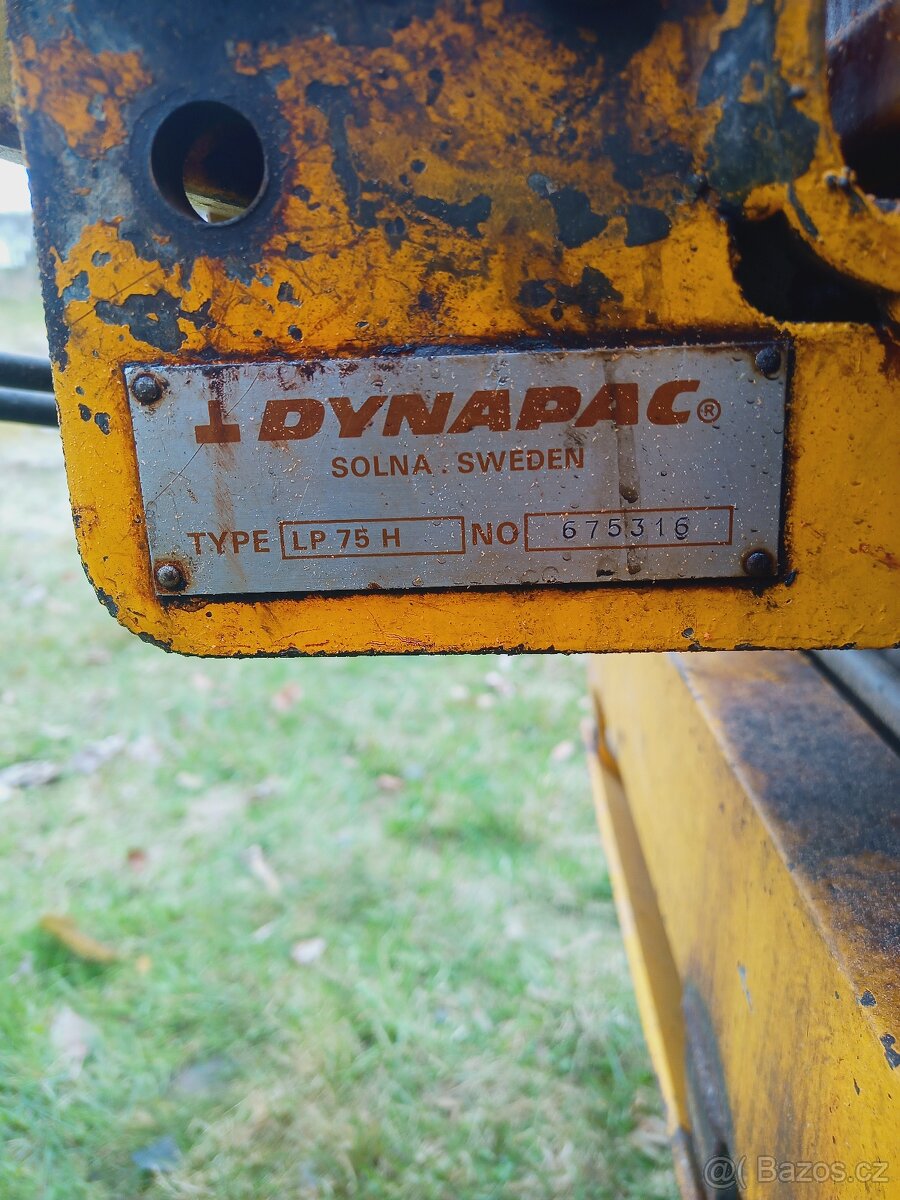 DYNAPAC®
SOLNA . SWEDEN
TYPE LP 75 H NO 675316
@( Bazos.cz